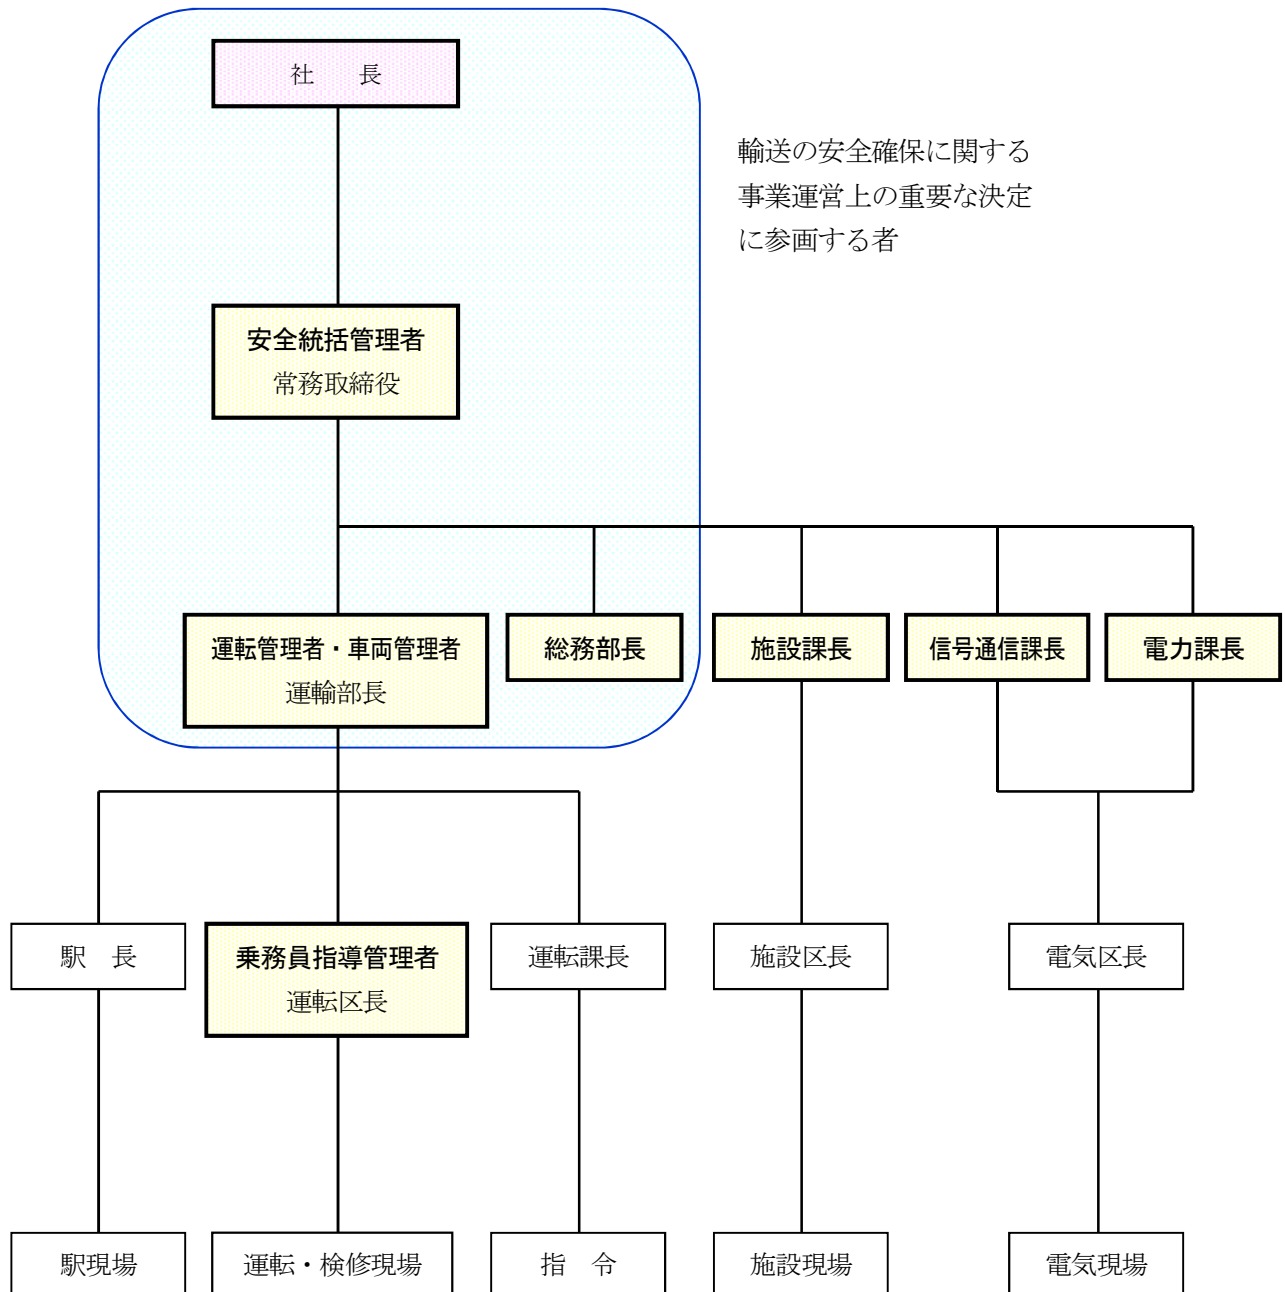 社　長
輸送の安全確保に関する
事業運営上の重要な決定
に参画する者
安全統括管理者
常務取締役
運転管理者・車両管理者
運輸部長
総務部長
施設課長
信号通信課長
電力課長
駅　長
乗務員指導管理者
運転区長
運転課長
施設区長
電気区長
駅現場
運転・検修現場
指　令
施設現場
電気現場